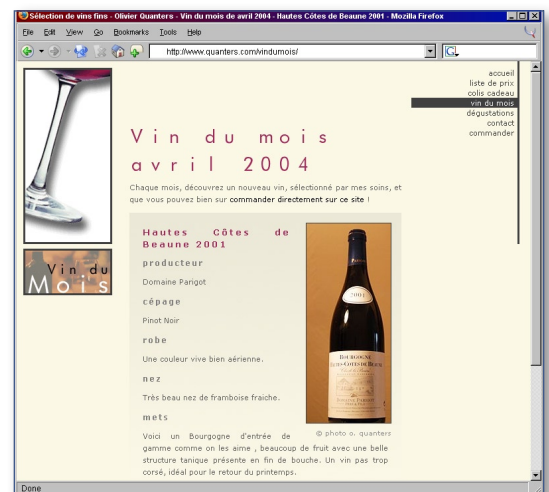 Sélection de vins fins - Olivier Quanters - Vin du mois de avril 2004 - Hautes Côtes de Beaune 2001 - Mozilla Firefox
File Edit View Go Bookmarks Tools Help
http://www.quanters.com/vindumois/
G
accueil
liste de prix
colis cadeau
vin du mois
dégustations
contact
commander
Vin du mois
avril 2004
Chaque mois, découvrez un nouveau vin, sélectionné par mes soins, et
que vous pouvez bien sur commander directement sur ce site !
Vin du
Mois
Hautes Côtes de
Beaune 2001
producteur
Domaine Parigot
cépage
Pinot Noir
robe
Une couleur vive bien aérienne.
nez
Très beau nez de framboise fraiche.
mets
Voici un Bourgogne d'entrée de
gamme comme on les aime , beaucoup de fruit avec une belle
structure tanique présente en fin de bouche. Un vin pas trop
corsé, idéal pour le retour du printemps.
2001
BOURGOGNE
HAUTES-CÔTES DE BEAUNE
DOMAINE PARIGOT
© photo o. quanters
Done